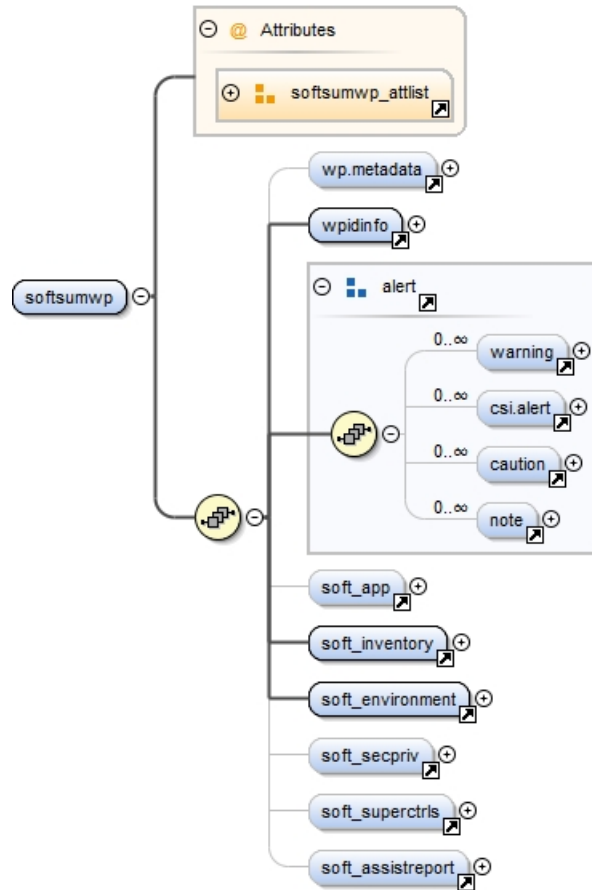 @ Attributes
softsumwp_attlist
wp.metadata
wpidinfo
softsumwp
alert
0..∞
warning
0..∞
csi.alert
0..∞
caution
0..∞
note
soft_app
soft_inventory
soft_environment
soft_secpriv
soft_superctrls
soft_assistreport